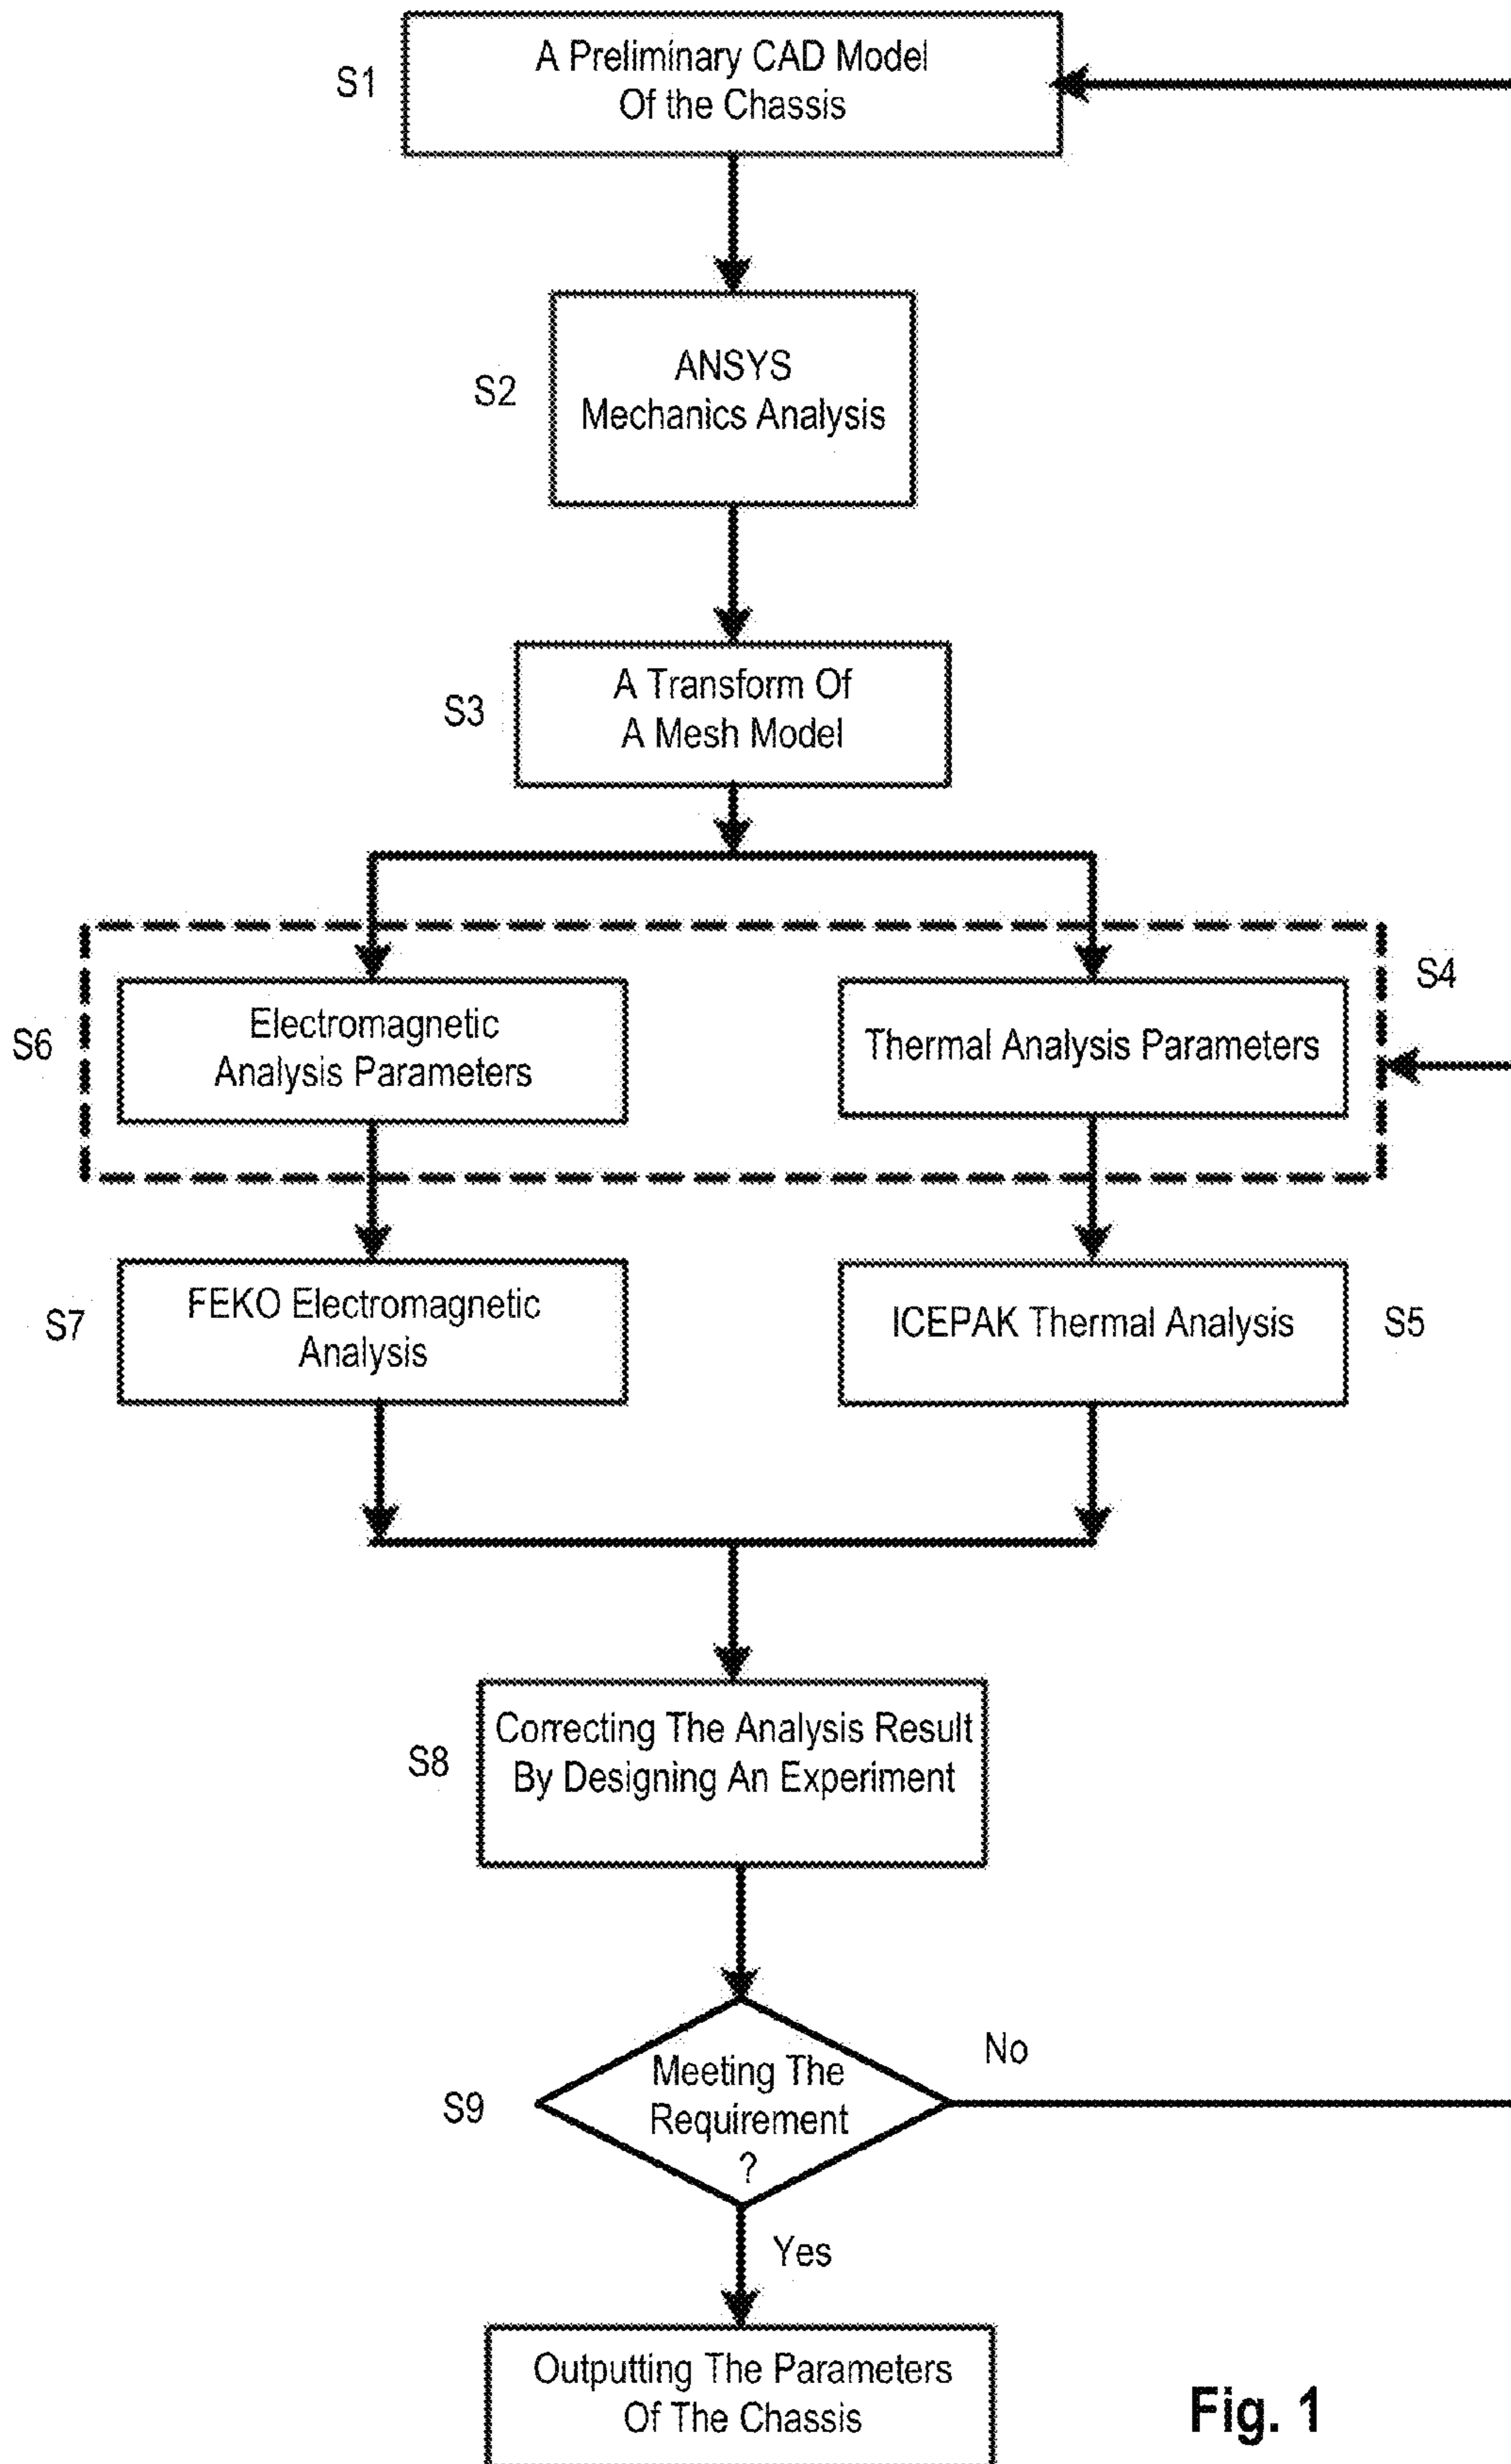 S1
A Preliminary CAD Model
Of the Chassis
S2
ANSYS
Mechanics Analysis
S3
A Transform Of
A Mesh Model
S4
S6
Electromagnetic
Analysis Parameters
Thermal Analysis Parameters
S7
FEKO Electromagnetic
Analysis
ICEPAK Thermal Analysis
S5
S8
Correcting The Analysis Result
By Designing An Experiment
S9
Meeting The
Requirement
?
No
Yes
Outputting The Parameters
Of The Chassis
Fig. 1